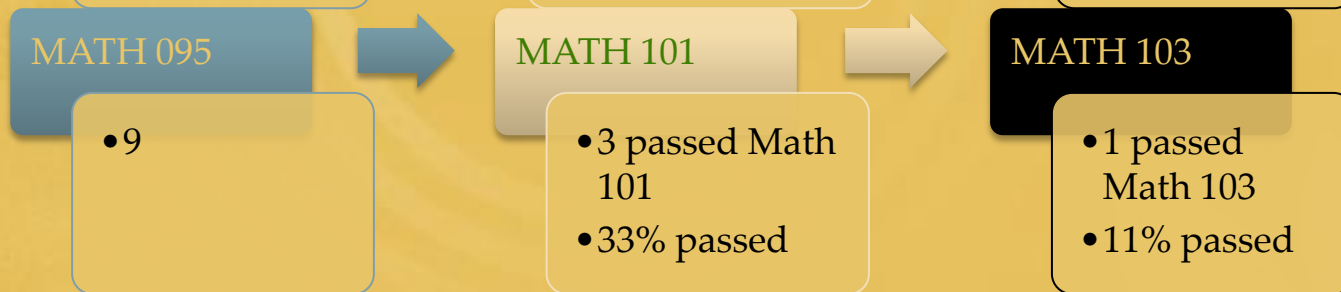 MATH 095
•9
MATH 101
•3 passed Math
101
•33% passed
MATH 103
•1 passed
Math 103
•11% passed